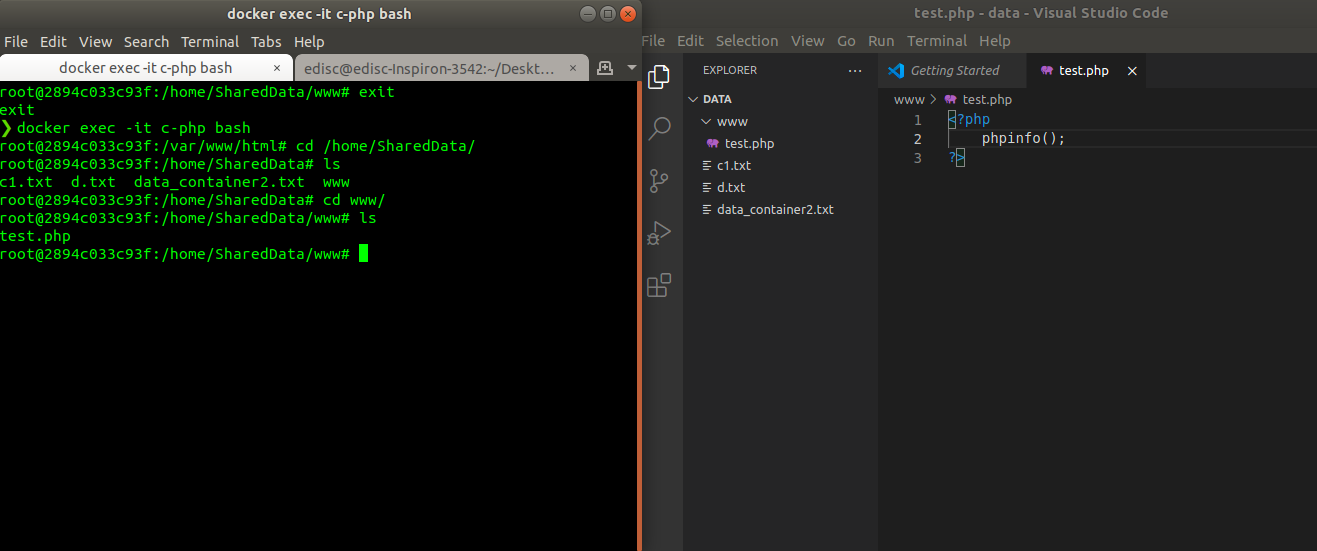 docker exec -it c-php bash
File Edit View Search Terminal Tabs Help
docker exec -it c-php bash ×
edisc@edisc-Inspiron-3542:~/Deskt... ×
root@2894c033c93f:/home/SharedData/www# exit
exit
❯ docker exec -it c-php bash
root@2894c033c93f:/var/www/html# cd /home/SharedData/
root@2894c033c93f:/home/SharedData# ls
c1.txt d.txt data_container2.txt www
root@2894c033c93f:/home/SharedData# cd www/
root@2894c033c93f:/home/SharedData/www# ls
test.php
root@2894c033c93f:/home/SharedData/www#
test.php - data - Visual Studio Code
File Edit Selection View Go Run Terminal Help
EXPLORER ...
DATA
www
test.php
c1.txt
d.txt
data_container2.txt
Getting Started
test.php ×
www > test.php
1 <?php
2 phpinfo();
3 ?>